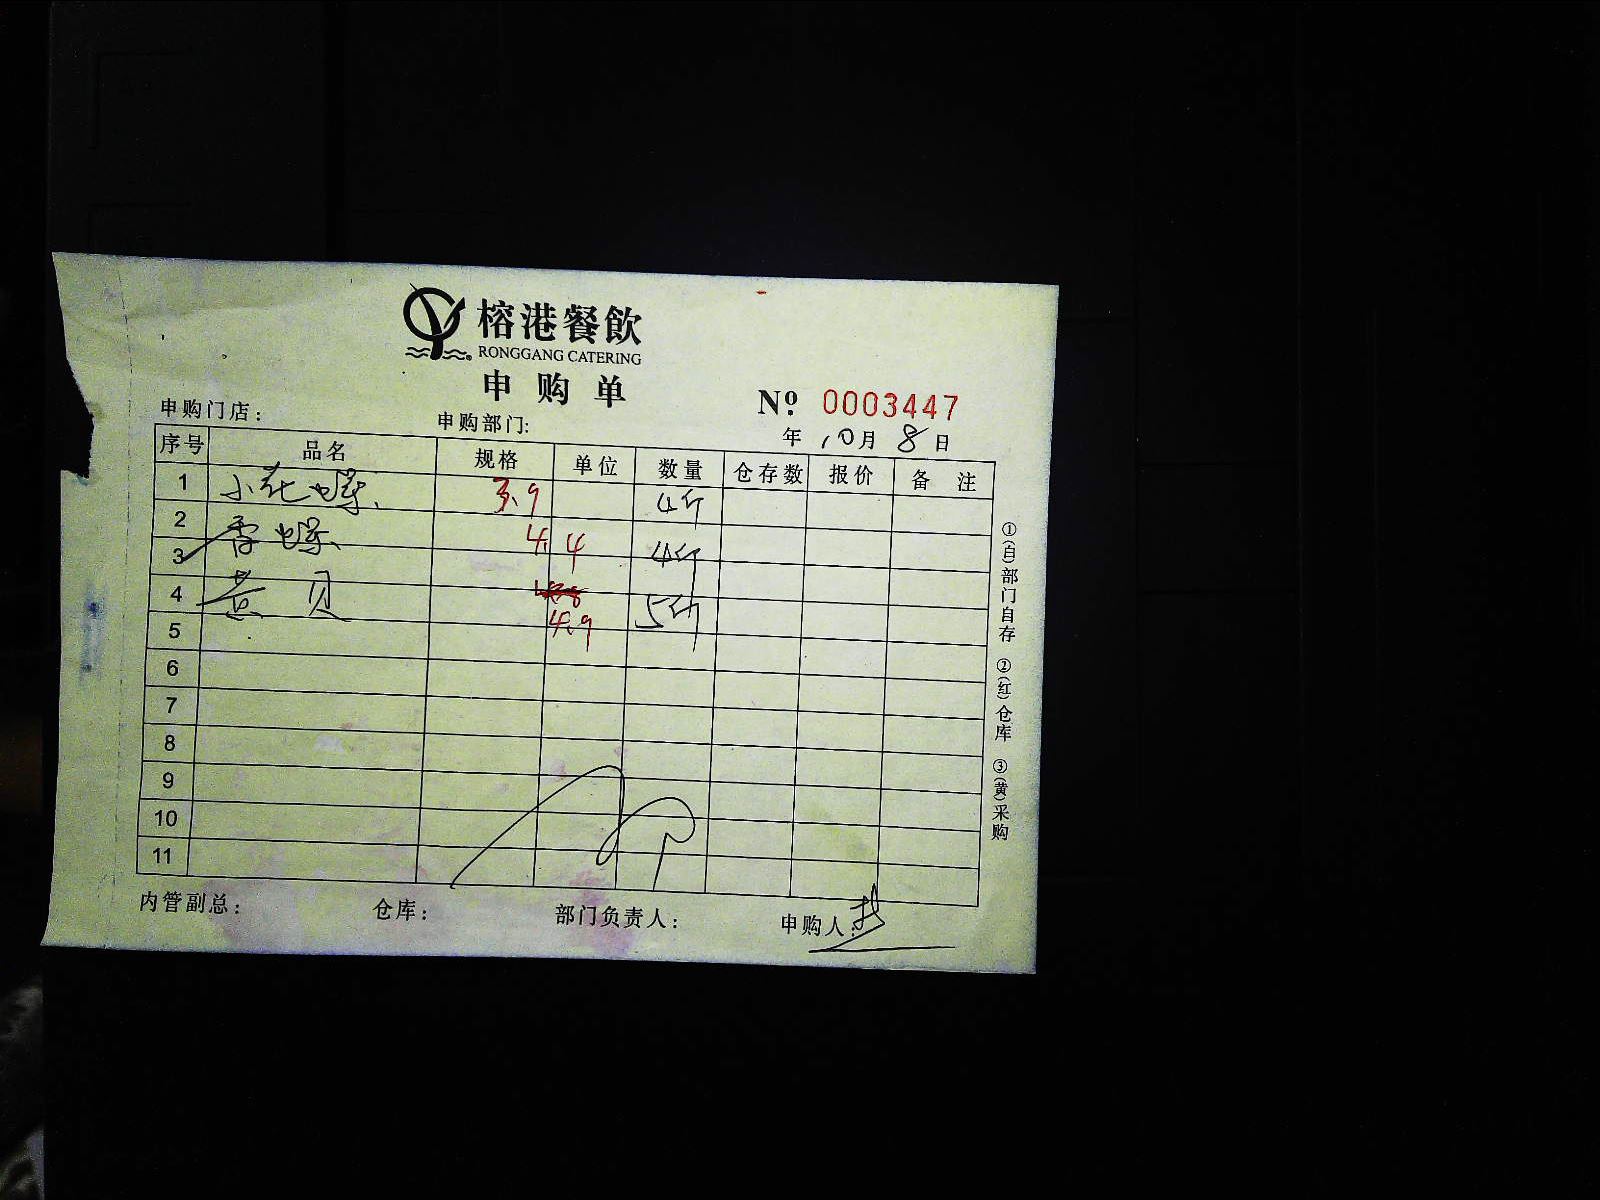 榕港餐飲
RONGGANG CATERING
申购单
№ 0003447
申购门店：
申购部门:
年 10月 8日
序号 品名 规格 单位 数量 仓存数 报价 备注
1 小花螺 3.9 4斤
2 香螺 4.4 4斤
3
4 黄贝 4.9 5斤
5
6
7
8
9
10
11
内管副总： 仓库： 部门负责人： 申购人：
①(白)部门自存 ②(红)仓库 ③(黄)采购